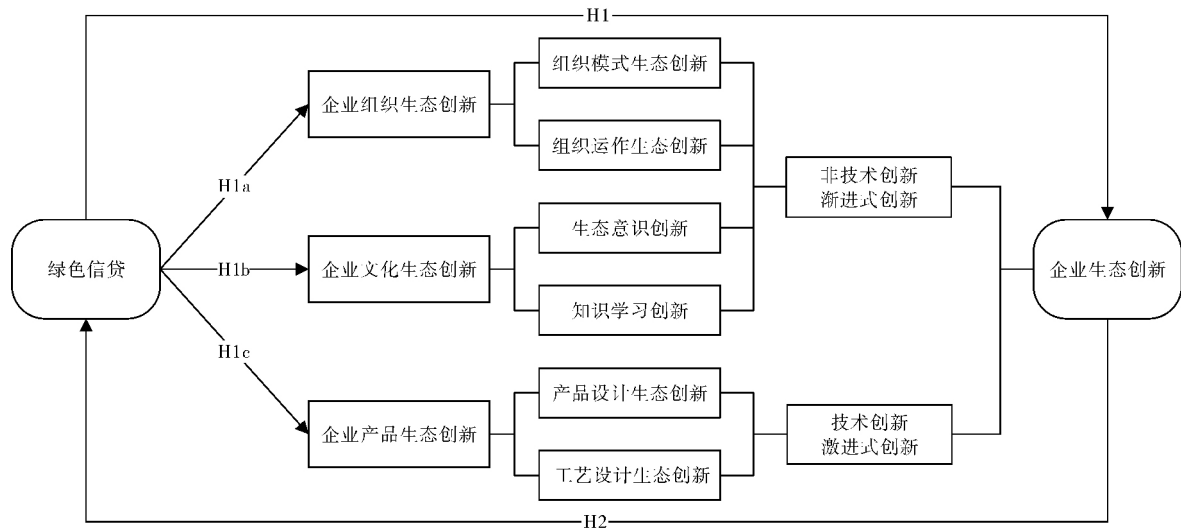 H1
组织模式生态创新
企业组织生态创新
组织运作生态创新
H1a
非技术创新
渐进式创新
生态意识创新
绿色信贷
H1b
企业文化生态创新
企业生态创新
知识学习创新
H1c
产品设计生态创新
企业产品生态创新
技术创新
激进式创新
工艺设计生态创新
H2